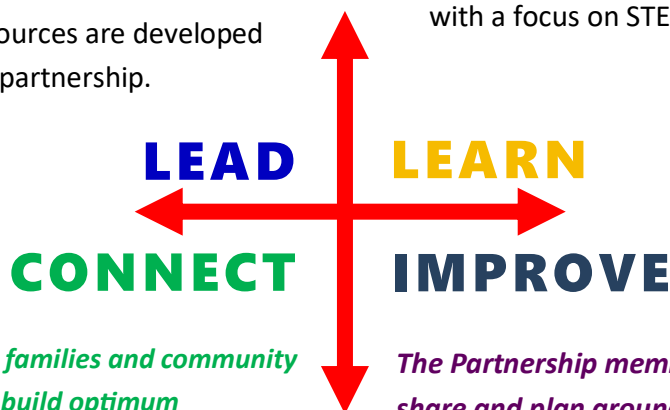 ources are developed
partnership.
with a focus on STE
LEAD
LEARN
CONNECT
IMPROVE
families and community
build optimum
The Partnership mem
share and plan aroun